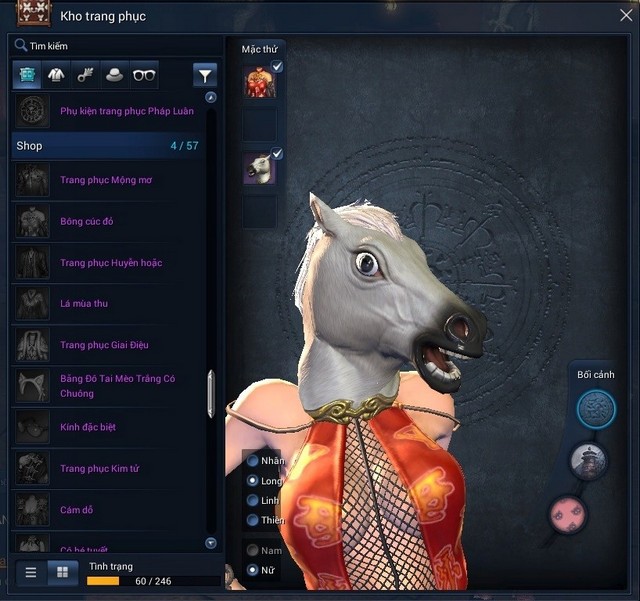 Kho trang phục
Tìm kiếm
Mặc thử
Phụ kiện trang phục Pháp Luân
Shop 4 / 57
Trang phục Mộng mơ
Bông cúc đỏ
Trang phục Huyễn hoặc
Lá mùa thu
Trang phục Giai Điệu
Băng Đô Tai Mèo Trắng Có
Chuông
Kính đặc biệt
Trang phục Kim tử
Cám dỗ
Cô bé tuyết
Tình trạng
60 / 246
Nhân
Long
Linh
Thiên
Nam
Nữ
Bối cảnh